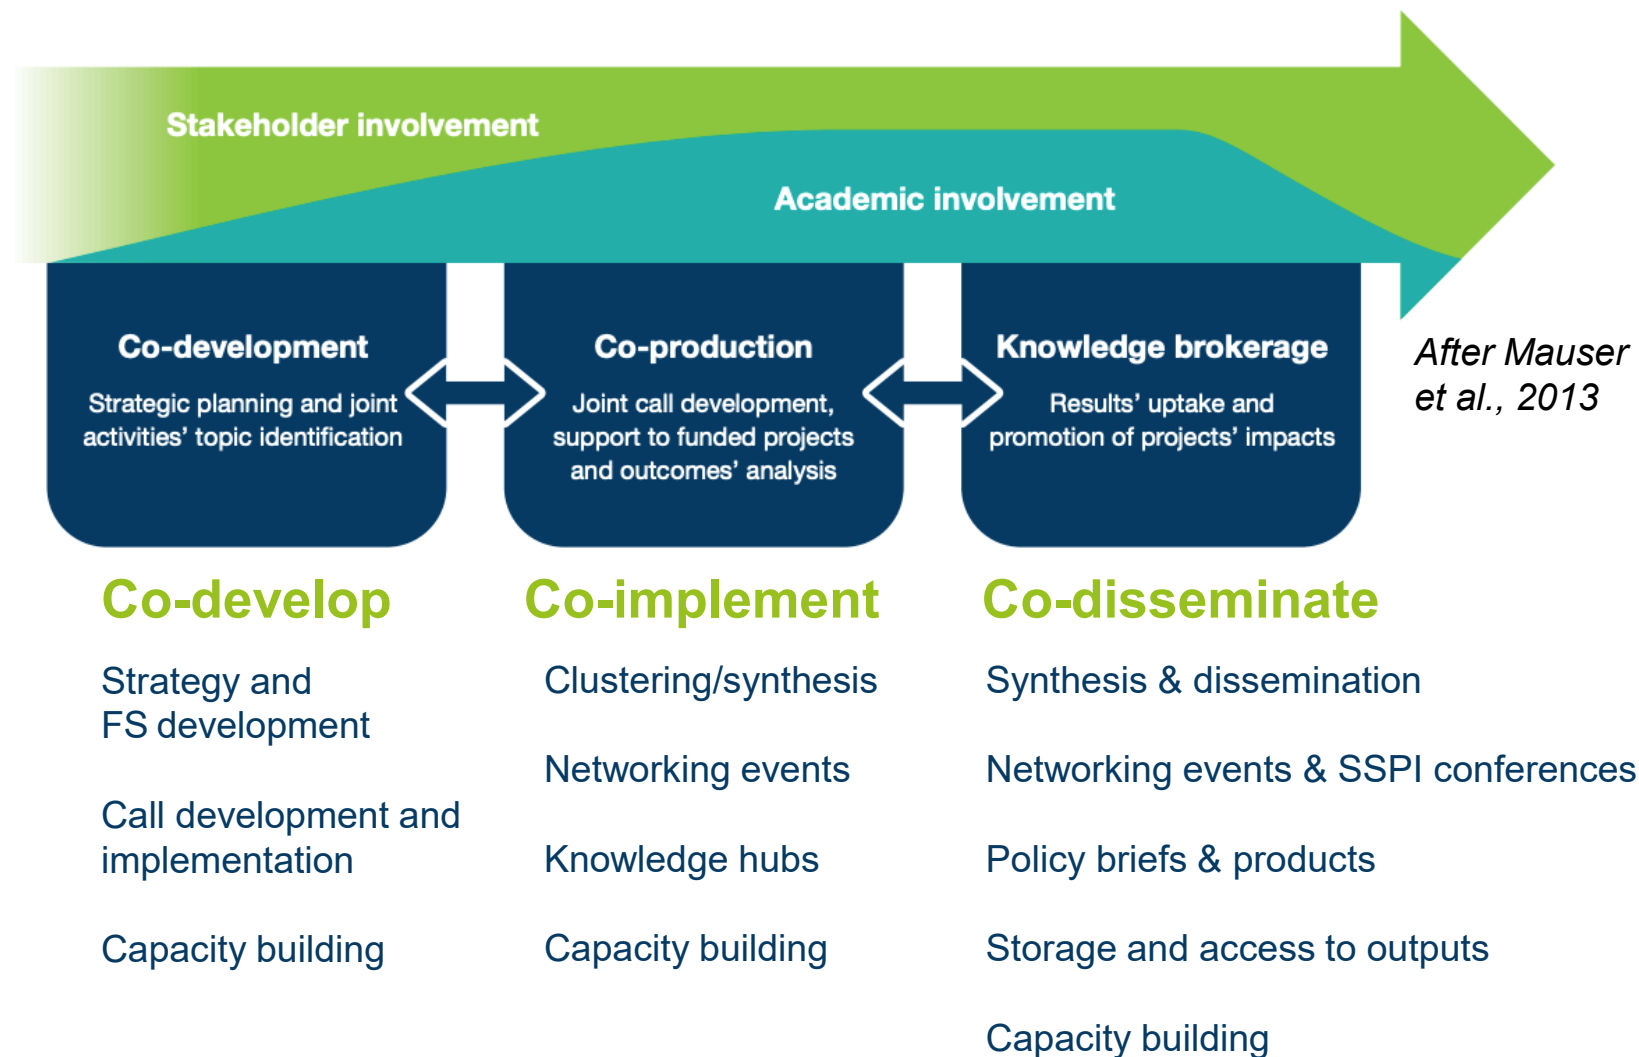 Stakeholder involvement
Academic involvement
Co-development
Strategic planning and joint
activities’ topic identification
Co-production
Joint call development,
support to funded projects
and outcomes’ analysis
Knowledge brokerage
Results’ uptake and
promotion of projects’ impacts
After Mauser
et al., 2013
Co-develop
Strategy and
FS development
Call development and
implementation
Capacity building
Co-implement
Clustering/synthesis
Networking events
Knowledge hubs
Capacity building
Co-disseminate
Synthesis & dissemination
Networking events & SSPI conferences
Policy briefs & products
Storage and access to outputs
Capacity building